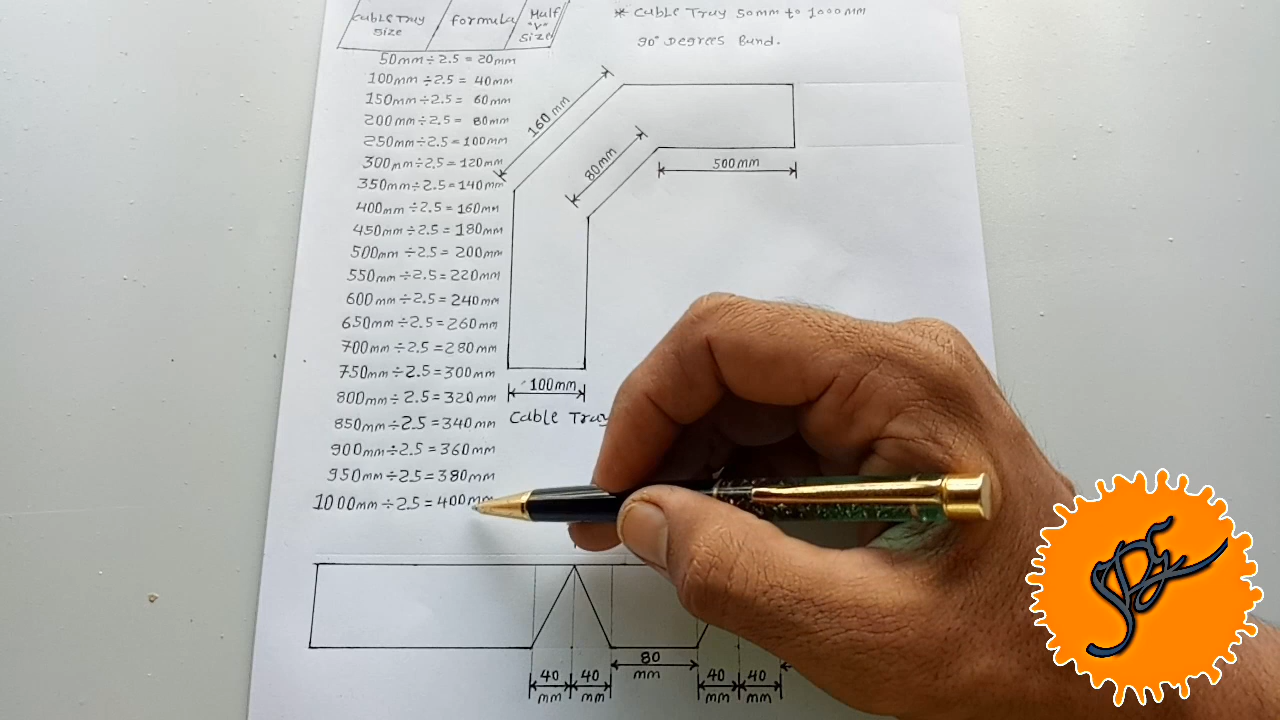 Cable Tray size
formula
Half "V" size
* Cable Tray 50mm to 1000mm
90° Degrees Bund.
50mm ÷ 2.5 = 20mm
100mm ÷ 2.5 = 40mm
150mm ÷ 2.5 = 60mm
200mm ÷ 2.5 = 80mm
250mm ÷ 2.5 = 100mm
300mm ÷ 2.5 = 120mm
350mm ÷ 2.5 = 140mm
400mm ÷ 2.5 = 160mm
450mm ÷ 2.5 = 180mm
500mm ÷ 2.5 = 200mm
550mm ÷ 2.5 = 220mm
600mm ÷ 2.5 = 240mm
650mm ÷ 2.5 = 260mm
700mm ÷ 2.5 = 280mm
750mm ÷ 2.5 = 300mm
800mm ÷ 2.5 = 320mm
850mm ÷ 2.5 = 340mm
900mm ÷ 2.5 = 360mm
950mm ÷ 2.5 = 380mm
1000mm ÷ 2.5 = 400mm
160mm
80mm
500mm
100mm
Cable Tray
40 mm
40 mm
80 mm
40 mm
40 mm